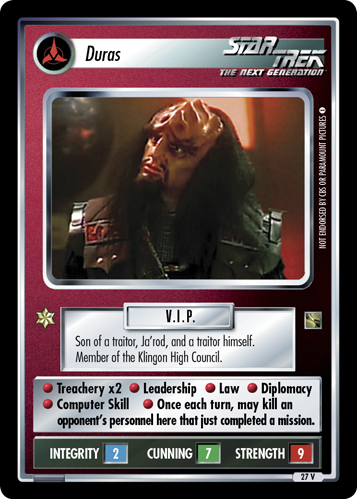 Duras
STAR TREK
THE NEXT GENERATION
NOT ENDORSED BY CBS OR PARAMOUNT PICTURES
V.I.P.
Son of a traitor, Ja'rod, and a traitor himself.
Member of the Klingon High Council.
• Treachery x2 • Leadership • Law • Diplomacy
• Computer Skill • Once each turn, may kill an
opponent's personnel here that just completed a mission.
INTEGRITY 2 CUNNING 7 STRENGTH 9
27 V